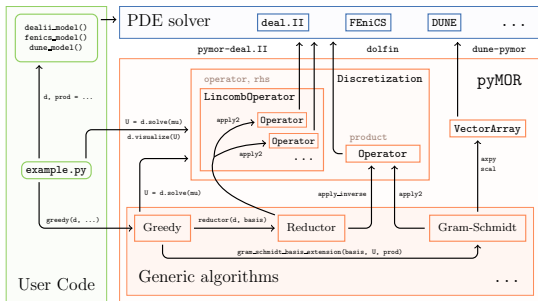 dealii_model()
fenics_model()
dune_model()
PDE solver
deal.II
FEniCS
DUNE
...
pymor-deal.II
dolfin
dune-pymor
operator, rhs
Discretization
pyMOR
LincombOperator
d, prod = ...
apply2
Operator
U = d.solve(mu)
d.visualize(U)
Operator
VectorArray
product
apply2
...
Operator
axpy
scal
example.py
U = d.solve(mu)
apply_inverse
apply2
greedy(d, ...)
Greedy
reductor(d, basis)
Reductor
Gram-Schmidt
gram_schmidt_basis_extension(basis, U, prod)
User Code
Generic algorithms
...